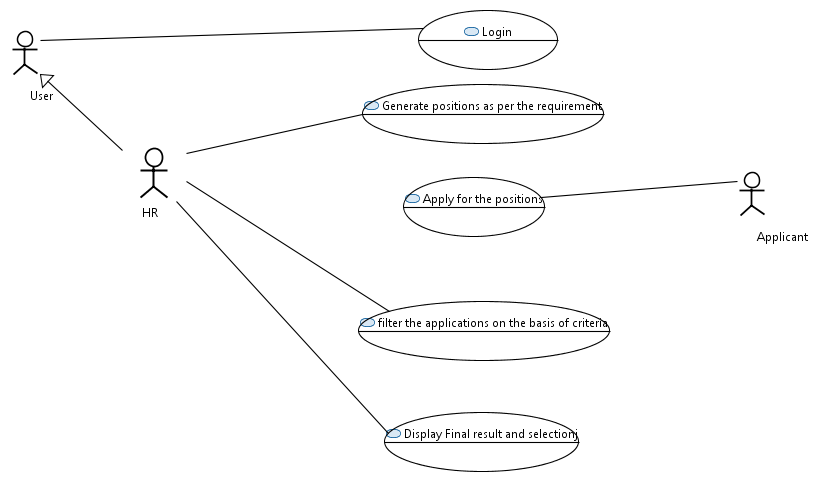 Login
User
Generate positions as per the requirement
Apply for the positions
HR
Applicant
filter the applications on the basis of criteria
Display Final result and selectionj